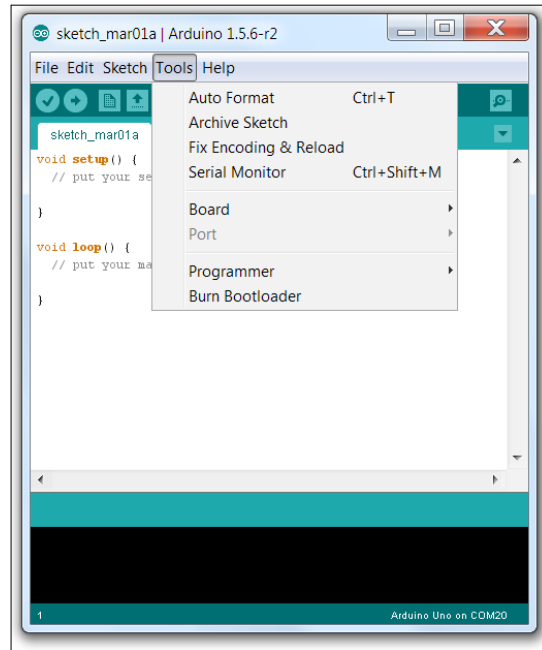 sketch_mar01a | Arduino 1.5.6-r2
File Edit Sketch Tools Help
Auto Format Ctrl+T
Archive Sketch
Fix Encoding & Reload
Serial Monitor Ctrl+Shift+M
Board
Port
Programmer
Burn Bootloader
sketch_mar01a
void setup() {
// put your se
}
void loop() {
// put your ma
}
1 Arduino Uno on COM20